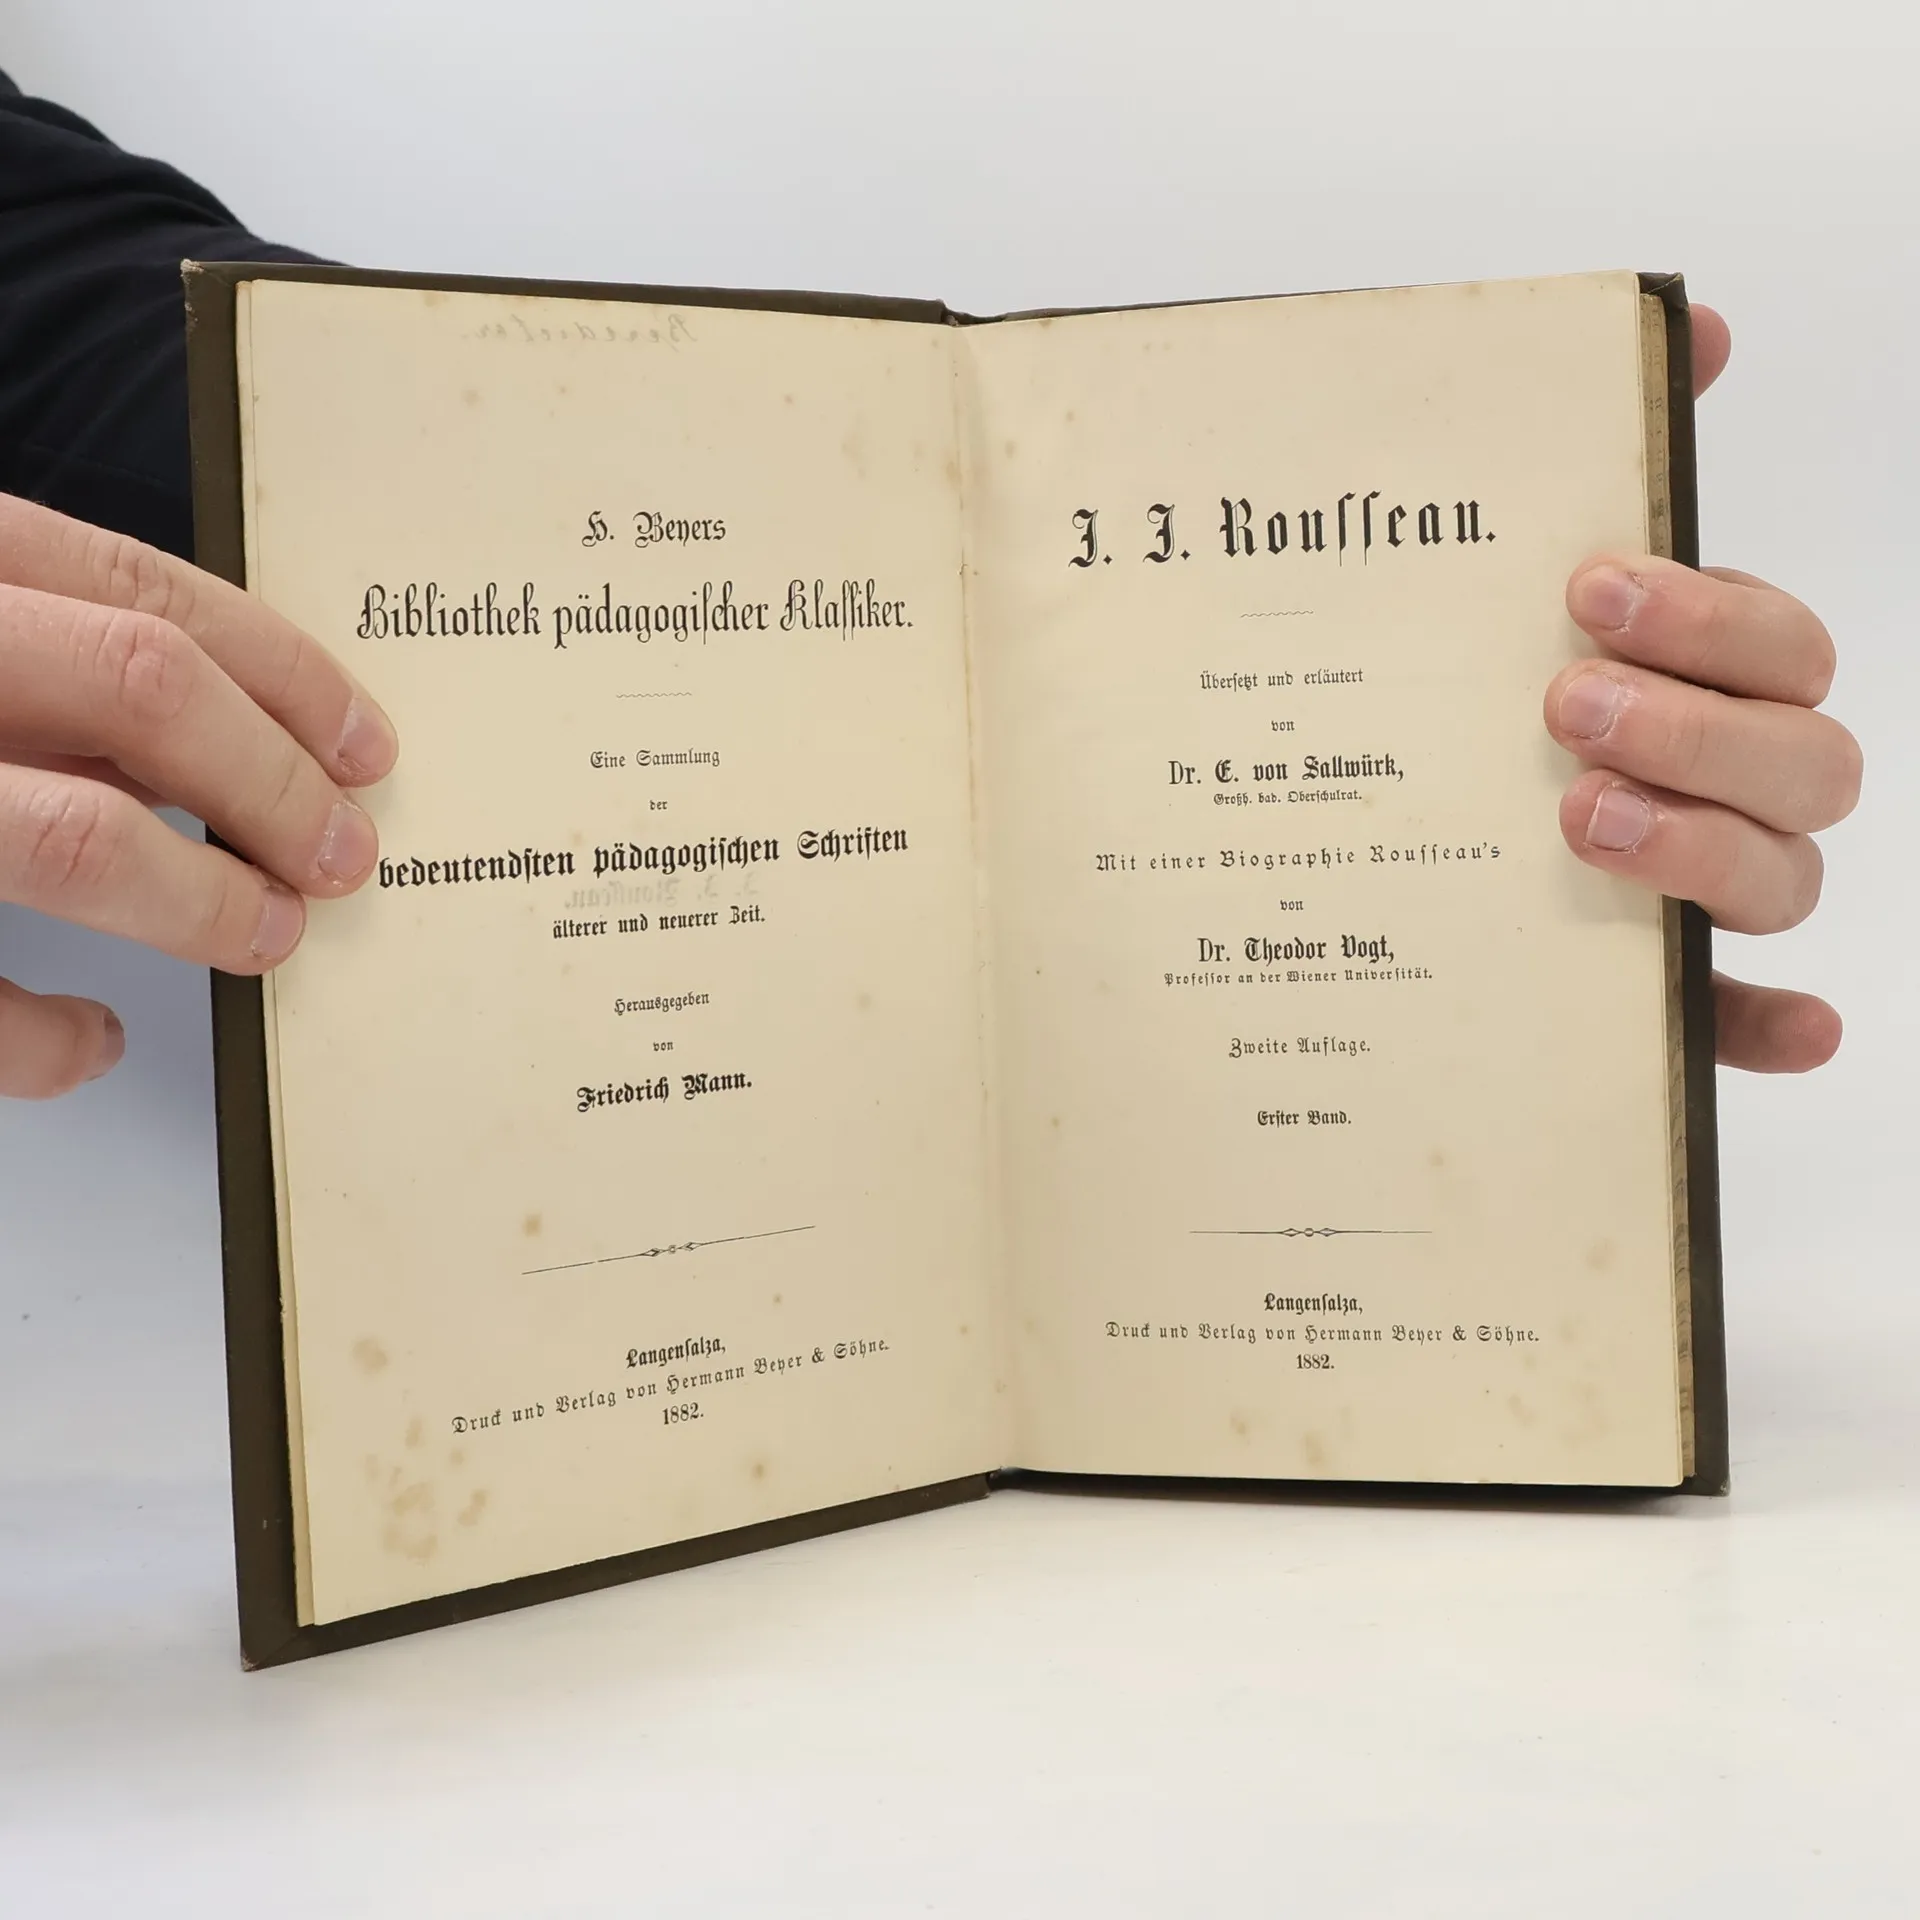 H. Beyers
Bibliothek pädagogiſcher Klaſſiker.
Eine Sammlung
der
bedeutendſten pädagogiſchen Schriften
älterer und neuerer Zeit.
Herausgegeben
von
Friedrich Mann.
Langenſalza,
Druck und Verlag von Hermann Beyer & Söhne.
1882.
J. J. Rouſſeau.
Überſetzt und erläutert
von
Dr. E. von Sallwürk,
Großh. bad. Oberſchulrat.
Mit einer Biographie Rouſſeau's
von
Dr. Theodor Vogt,
Profeſſor an der Wiener Univerſität.
Zweite Auflage.
Erſter Band.
Langenſalza,
Druck und Verlag von Hermann Beyer & Söhne.
1882.